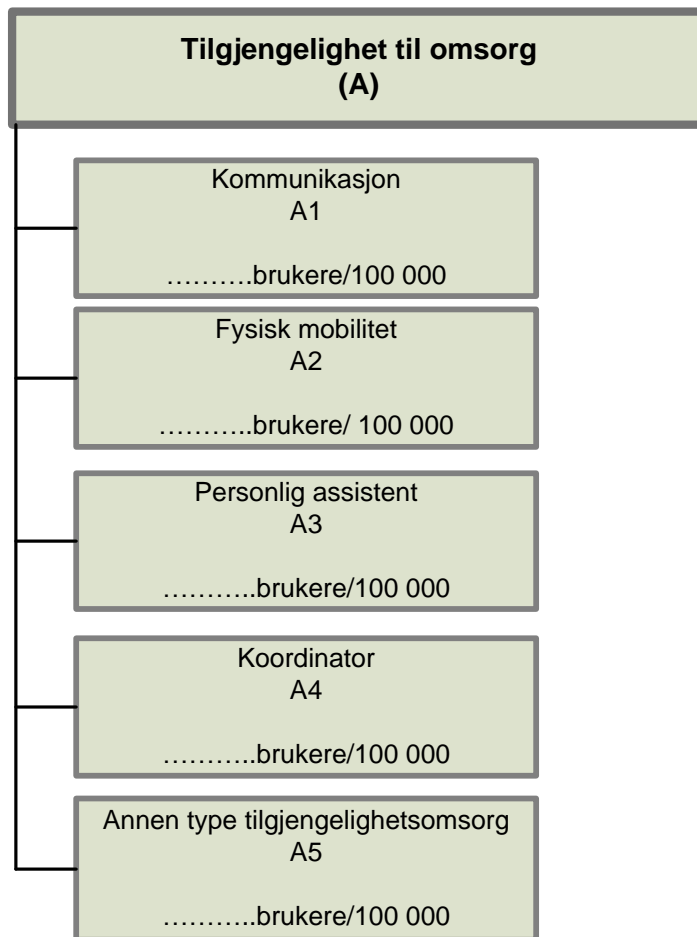 Tilgjengelighet til omsorg
(A)
Kommunikasjon
A1
……….brukere/100 000
Fysisk mobilitet
A2
………..brukere/ 100 000
Personlig assistent
A3
………..brukere/100 000
Koordinator
A4
………..brukere/100 000
Annen type tilgjengelighetsomsorg
A5
………..brukere/100 000